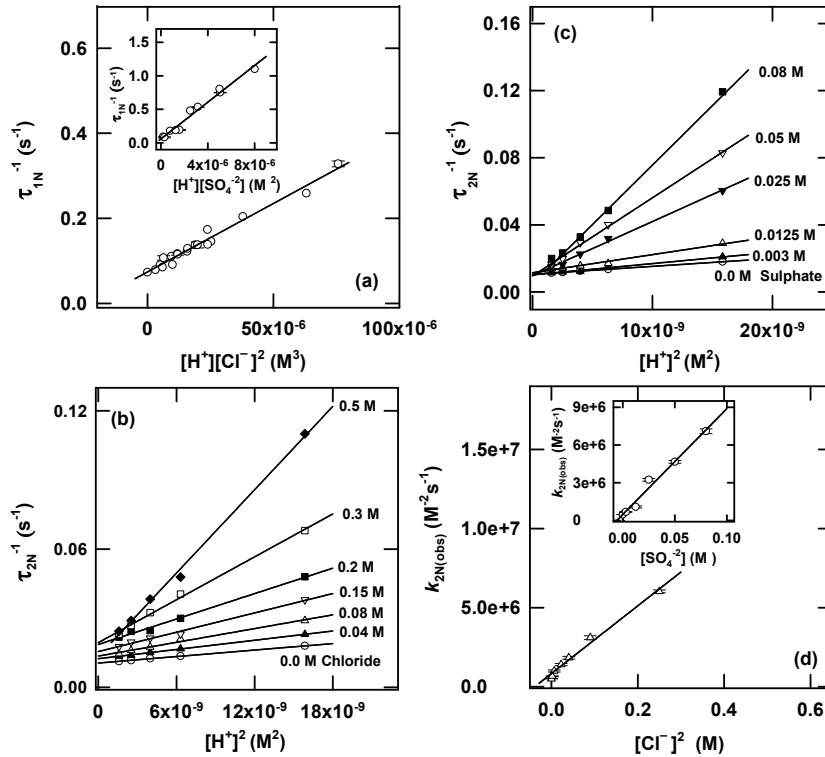 0.6
0.4
0.2
0.0
τ1N⁻¹ (s⁻¹)
1.5
1.0
0.5
0.0
τ1N⁻¹ (s⁻¹)
4x10⁻⁶ 8x10⁻⁶
[H⁺][SO4⁻²] (M²)
(a)
0 50x10⁻⁶ 100x10⁻⁶
[H⁺][Cl⁻]² (M³)
(c)
0.16
0.12
0.08
0.04
0.00
τ2N⁻¹ (s⁻¹)
0.08 M
0.05 M
0.025 M
0.0125 M
0.003 M
0.0 M Sulphate
0 10x10⁻⁹ 20x10⁻⁹
[H⁺]² (M²)
(b)
0.12
0.06
0.00
τ2N⁻¹ (s⁻¹)
0.5 M
0.3 M
0.2 M
0.15 M
0.08 M
0.04 M
0.0 M Chloride
0 6x10⁻⁹ 12x10⁻⁹ 18x10⁻⁹
[H⁺]² (M²)
1.5e+7
1.0e+7
5.0e+6
0.0
k2N(obs) (M⁻²s⁻¹)
9e+6
6e+6
3e+6
0
k2N(obs) (M⁻²s⁻¹)
0.00 0.05 0.10
[SO4⁻²] (M )
(d)
0.0 0.2 0.4 0.6
[Cl⁻]² (M)